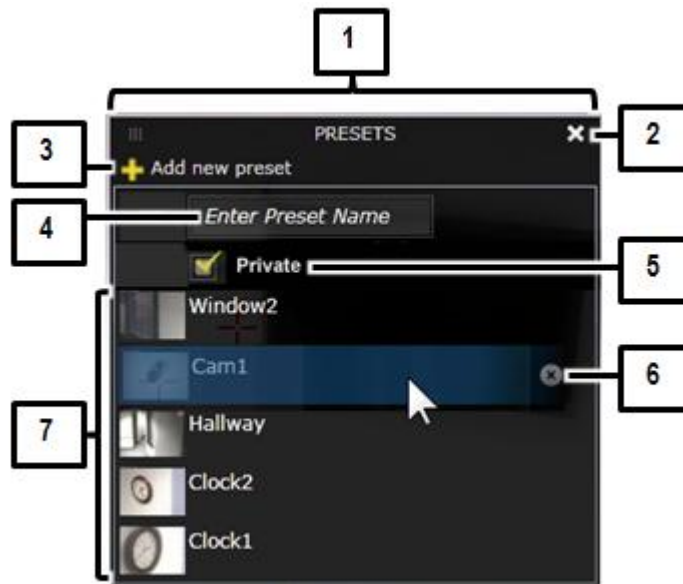 1
PRESETS
2
3
Add new preset
4
Enter Preset Name
5
Private
Window2
Cam1
6
7
Hallway
Clock2
Clock1